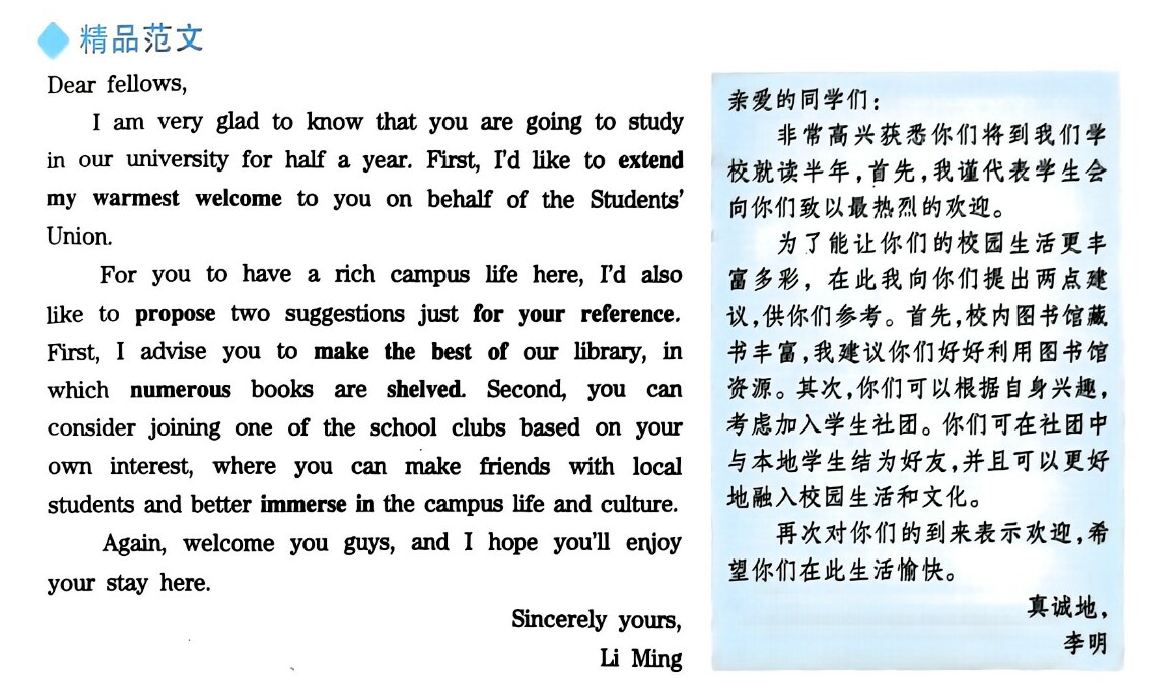 精品范文
Dear fellows,
I am very glad to know that you are going to study
in our university for half a year. First, I'd like to extend
my warmest welcome to you on behalf of the Students'
Union.
For you to have a rich campus life here, I'd also
like to propose two suggestions just for your reference.
First, I advise you to make the best of our library, in
which numerous books are shelved. Second, you can
consider joining one of the school clubs based on your
own interest, where you can make friends with local
students and better immerse in the campus life and culture.
Again, welcome you guys, and I hope you'll enjoy
your stay here.
Sincerely yours,
Li Ming
亲爱的同学们：
非常高兴获悉你们将到我们学
校就读半年，首先，我谨代表学生会
向你们致以最热烈的欢迎。
为了能让你们的校园生活更丰
富多彩，在此我向你们提出两点建
议，供你们参考。首先，校内图书馆藏
书丰富，我建议你们好好利用图书馆
资源。其次，你们可以根据自身兴趣，
考虑加入学生社团。你们可在社团中
与本地学生结为好友，并且可以更好
地融入校园生活和文化。
再次对你们的到来表示欢迎，希
望你们在此生活愉快。
真诚地，
李明